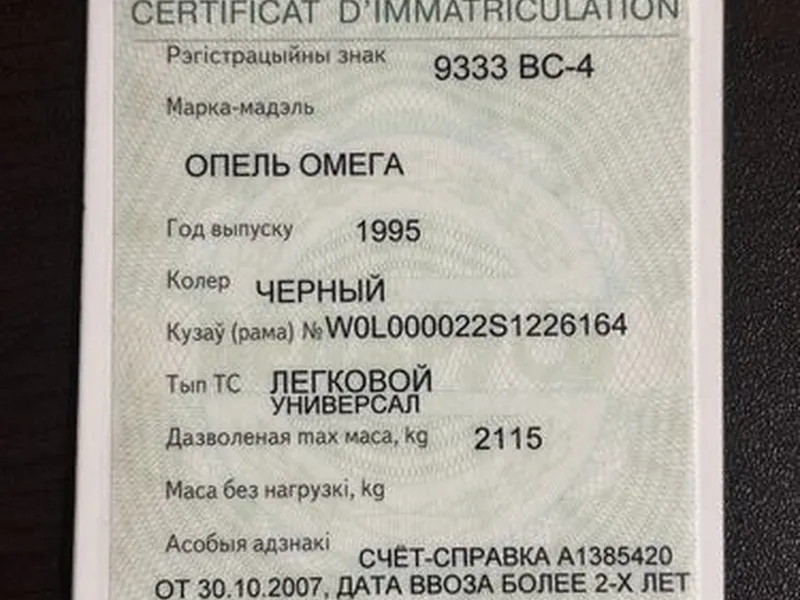 CERTIFICAT D'IMMATRICULATION
Рэгістрацыйны знак 9333 ВС-4
Марка-мадэль
ОПЕЛЬ ОМЕГА
Год выпуску 1995
Колер ЧЕРНЫЙ
Кузаў (рама) № W0L000022S1226164
Тып ТС ЛЕГКОВОЙ
УНИВЕРСАЛ
Дазволеная max маса, kg 2115
Маса без нагрузкі, kg
Асобыя адзнакі СЧЁТ-СПРАВКА А1385420
ОТ 30.10.2007, ДАТА ВВОЗА БОЛЕЕ 2-Х ЛЕТ